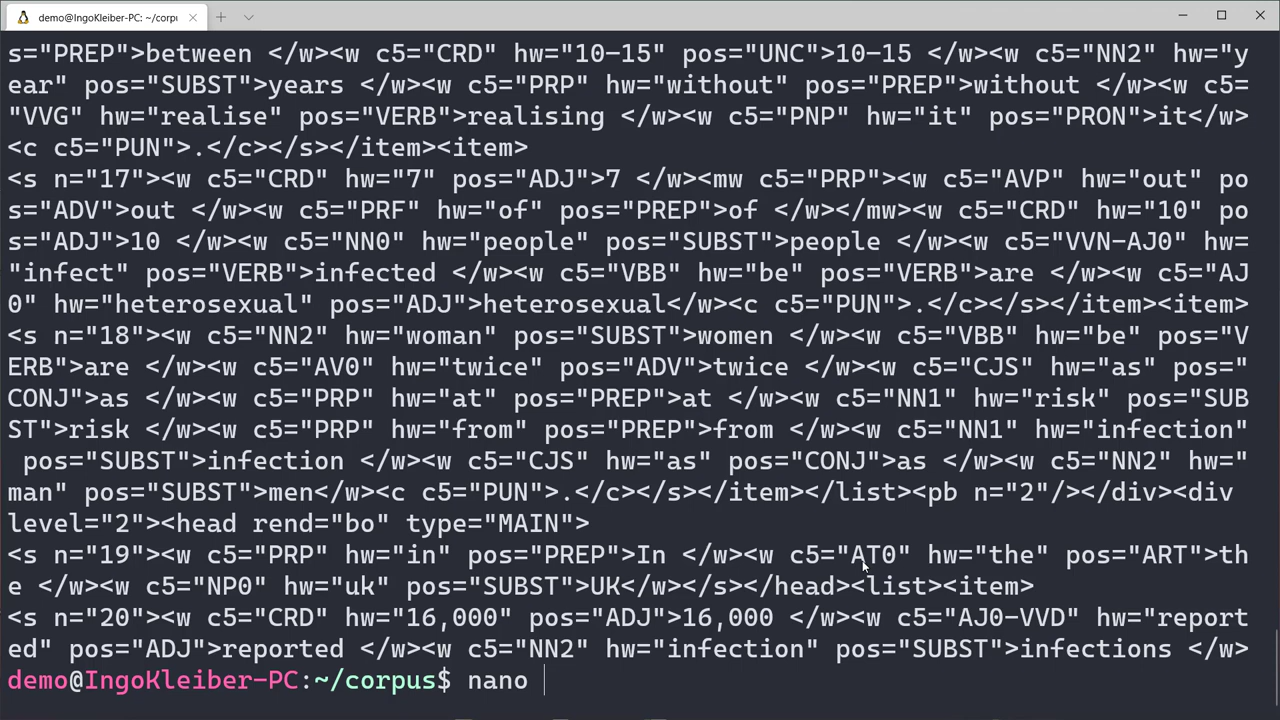 demo@IngoKleiber-PC: ~/corpu
s="PREP">between </w><w c5="CRD" hw="10-15" pos="UNC">10-15 </w><w c5="NN2" hw="y
ear" pos="SUBST">years </w><w c5="PRP" hw="without" pos="PREP">without </w><w c5=
"VVG" hw="realise" pos="VERB">realising </w><w c5="PNP" hw="it" pos="PRON">it</w>
<c c5="PUN">.</c></s></item><item>
<s n="17"><w c5="CRD" hw="7" pos="ADJ">7 </w><mw c5="PRP"><w c5="AVP" hw="out" po
s="ADV">out </w><w c5="PRF" hw="of" pos="PREP">of </w></mw><w c5="CRD" hw="10" po
s="ADJ">10 </w><w c5="NN0" hw="people" pos="SUBST">people </w><w c5="VVN-AJ0" hw=
"infect" pos="VERB">infected </w><w c5="VBB" hw="be" pos="VERB">are </w><w c5="AJ
0" hw="heterosexual" pos="ADJ">heterosexual</w><c c5="PUN">.</c></s></item><item>
<s n="18"><w c5="NN2" hw="woman" pos="SUBST">women </w><w c5="VBB" hw="be" pos="V
ERB">are </w><w c5="AV0" hw="twice" pos="ADV">twice </w><w c5="CJS" hw="as" pos="
CONJ">as </w><w c5="PRP" hw="at" pos="PREP">at </w><w c5="NN1" hw="risk" pos="SUB
ST">risk </w><w c5="PRP" hw="from" pos="PREP">from </w><w c5="NN1" hw="infection"
 pos="SUBST">infection </w><w c5="CJS" hw="as" pos="CONJ">as </w><w c5="NN2" hw="
man" pos="SUBST">men</w><c c5="PUN">.</c></s></item></list><pb n="2"/></div><div
level="2"><head rend="bo" type="MAIN">
<s n="19"><w c5="PRP" hw="in" pos="PREP">In </w><w c5="AT0" hw="the" pos="ART">th
e </w><w c5="NP0" hw="uk" pos="SUBST">UK</w></s></head><list><item>
<s n="20"><w c5="CRD" hw="16,000" pos="ADJ">16,000 </w><w c5="AJ0-VVD" hw="report
ed" pos="ADJ">reported </w><w c5="NN2" hw="infection" pos="SUBST">infections </w>
demo@IngoKleiber-PC:~/corpus$ nano